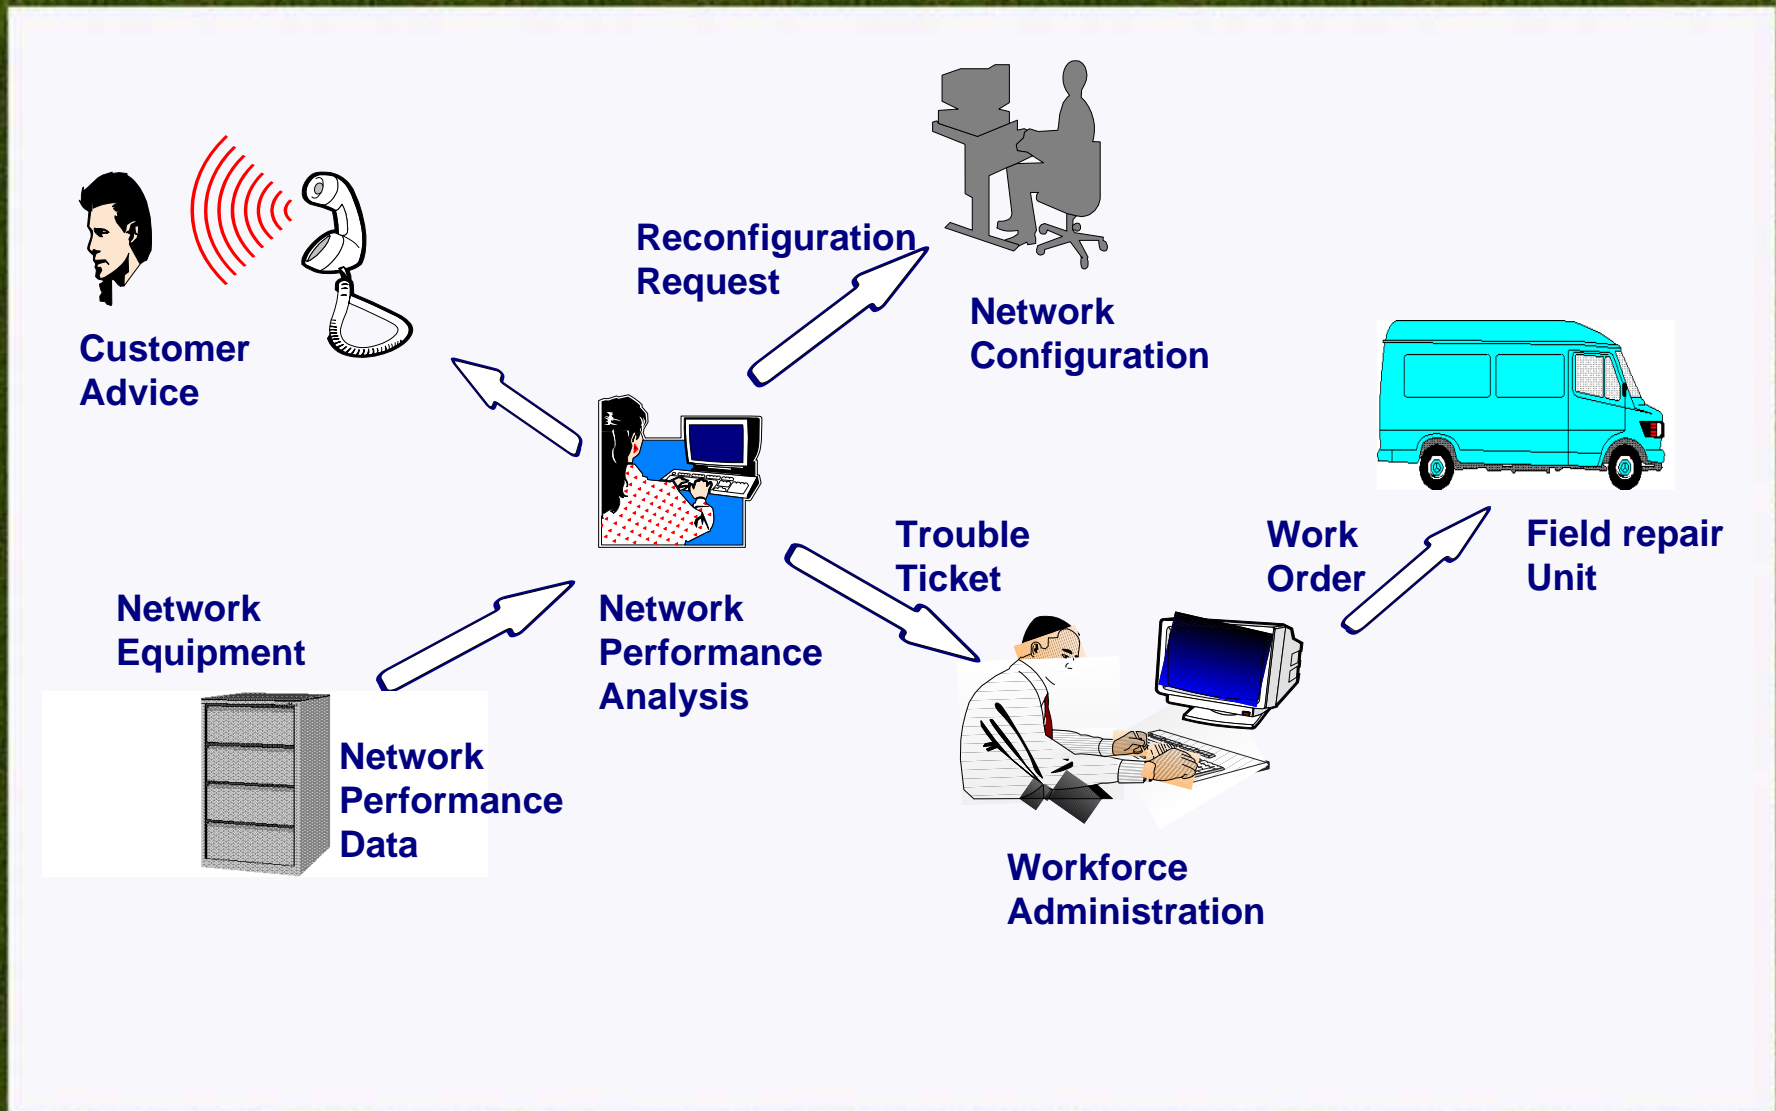 Reconfiguration
Request
Network
Configuration
Customer
Advice
Trouble
Ticket
Work
Order
Field repair
Unit
Network
Equipment
Network
Performance
Analysis
Network
Performance
Data
Workforce
Administration